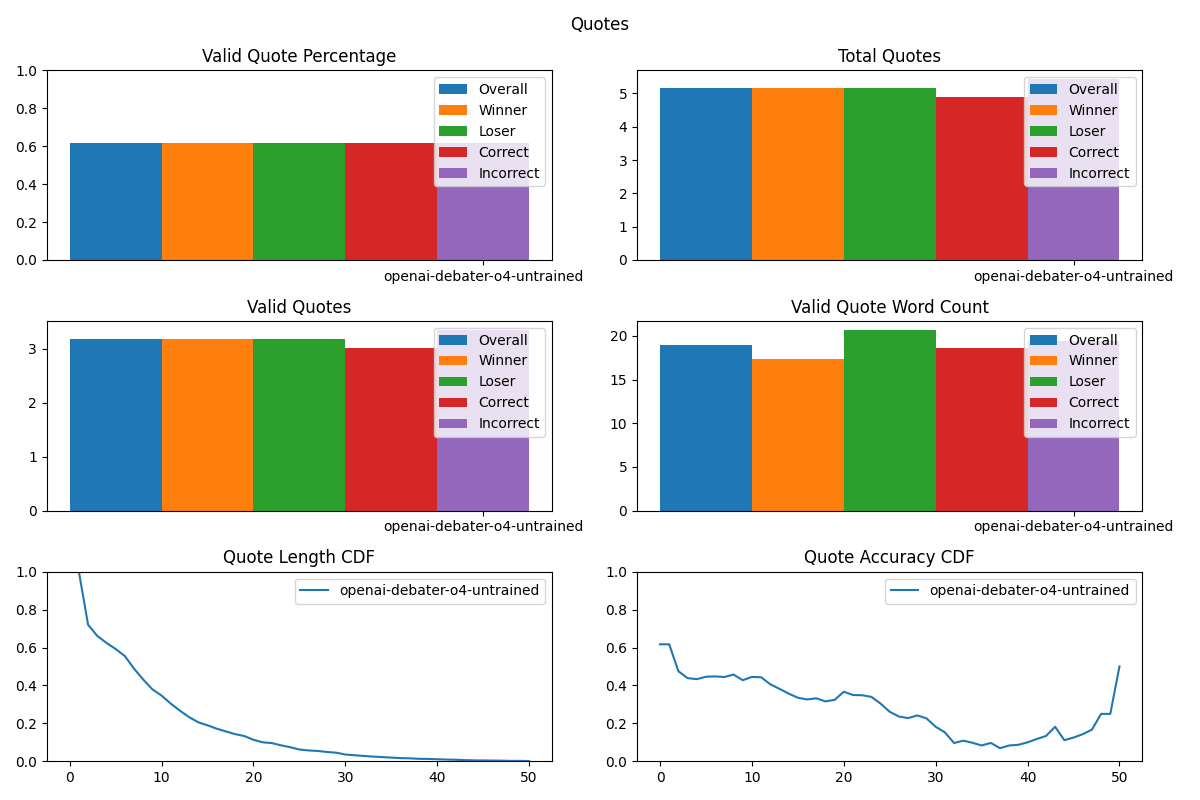 Quotes
Valid Quote Percentage
1.0
0.8
0.6
0.4
0.2
0.0
Overall
Winner
Loser
Correct
Incorrect
openai-debater-o4-untrained
Total Quotes
5
4
3
2
1
0
Overall
Winner
Loser
Correct
Incorrect
openai-debater-o4-untrained
Valid Quotes
3
2
1
0
Overall
Winner
Loser
Correct
Incorrect
openai-debater-o4-untrained
Valid Quote Word Count
20
15
10
5
0
Overall
Winner
Loser
Correct
Incorrect
openai-debater-o4-untrained
Quote Length CDF
1.0
0.8
0.6
0.4
0.2
0.0
openai-debater-o4-untrained
0 10 20 30 40 50
Quote Accuracy CDF
1.0
0.8
0.6
0.4
0.2
0.0
openai-debater-o4-untrained
0 10 20 30 40 50